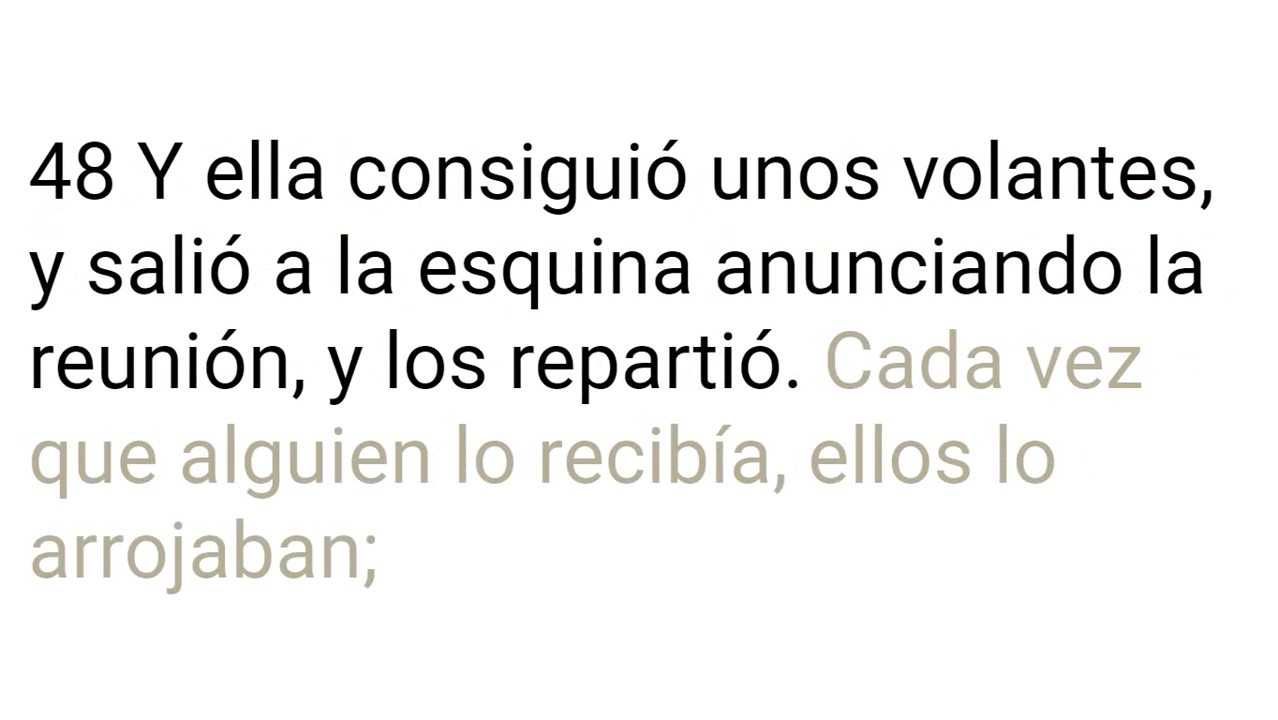 48 Y ella consiguió unos volantes,
y salió a la esquina anunciando la
reunión, y los repartió. Cada vez
que alguien lo recibía, ellos lo
arrojaban;